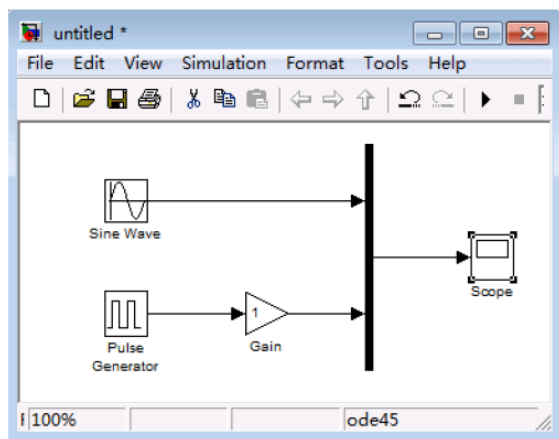 untitled *
File Edit View Simulation Format Tools Help
Sine Wave
Scope
1
Pulse
Generator
Gain
100%
ode45